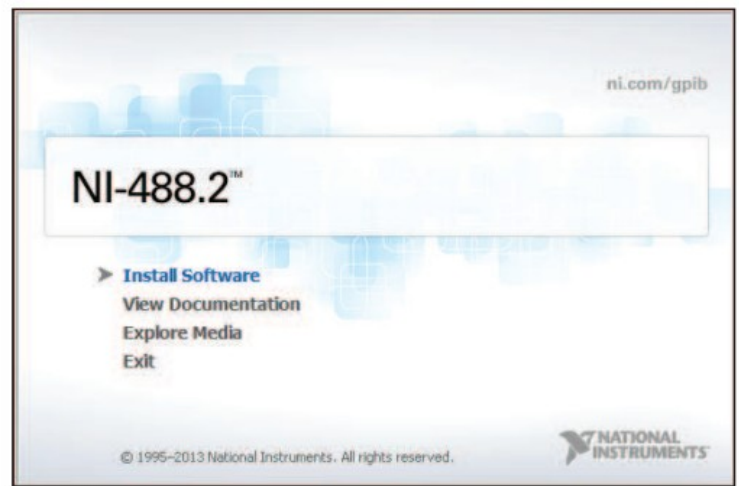 ni.com/gpib
NI-488.2™
Install Software
View Documentation
Explore Media
Exit
© 1995–2013 National Instruments. All rights reserved.
NATIONAL
INSTRUMENTS